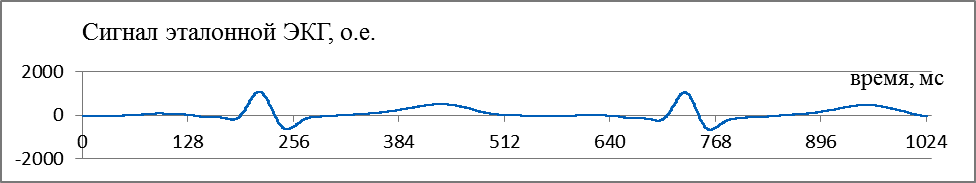 Сигнал эталонной ЭКГ, о.е.
2000
время, мс
0
-2000
0 128 256 384 512 640 768 896 1024